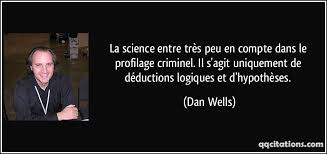 La science entre très peu en compte dans le
profilage criminel. Il s'agit uniquement de
déductions logiques et d'hypothèses.
(Dan Wells)
qqcitations.com